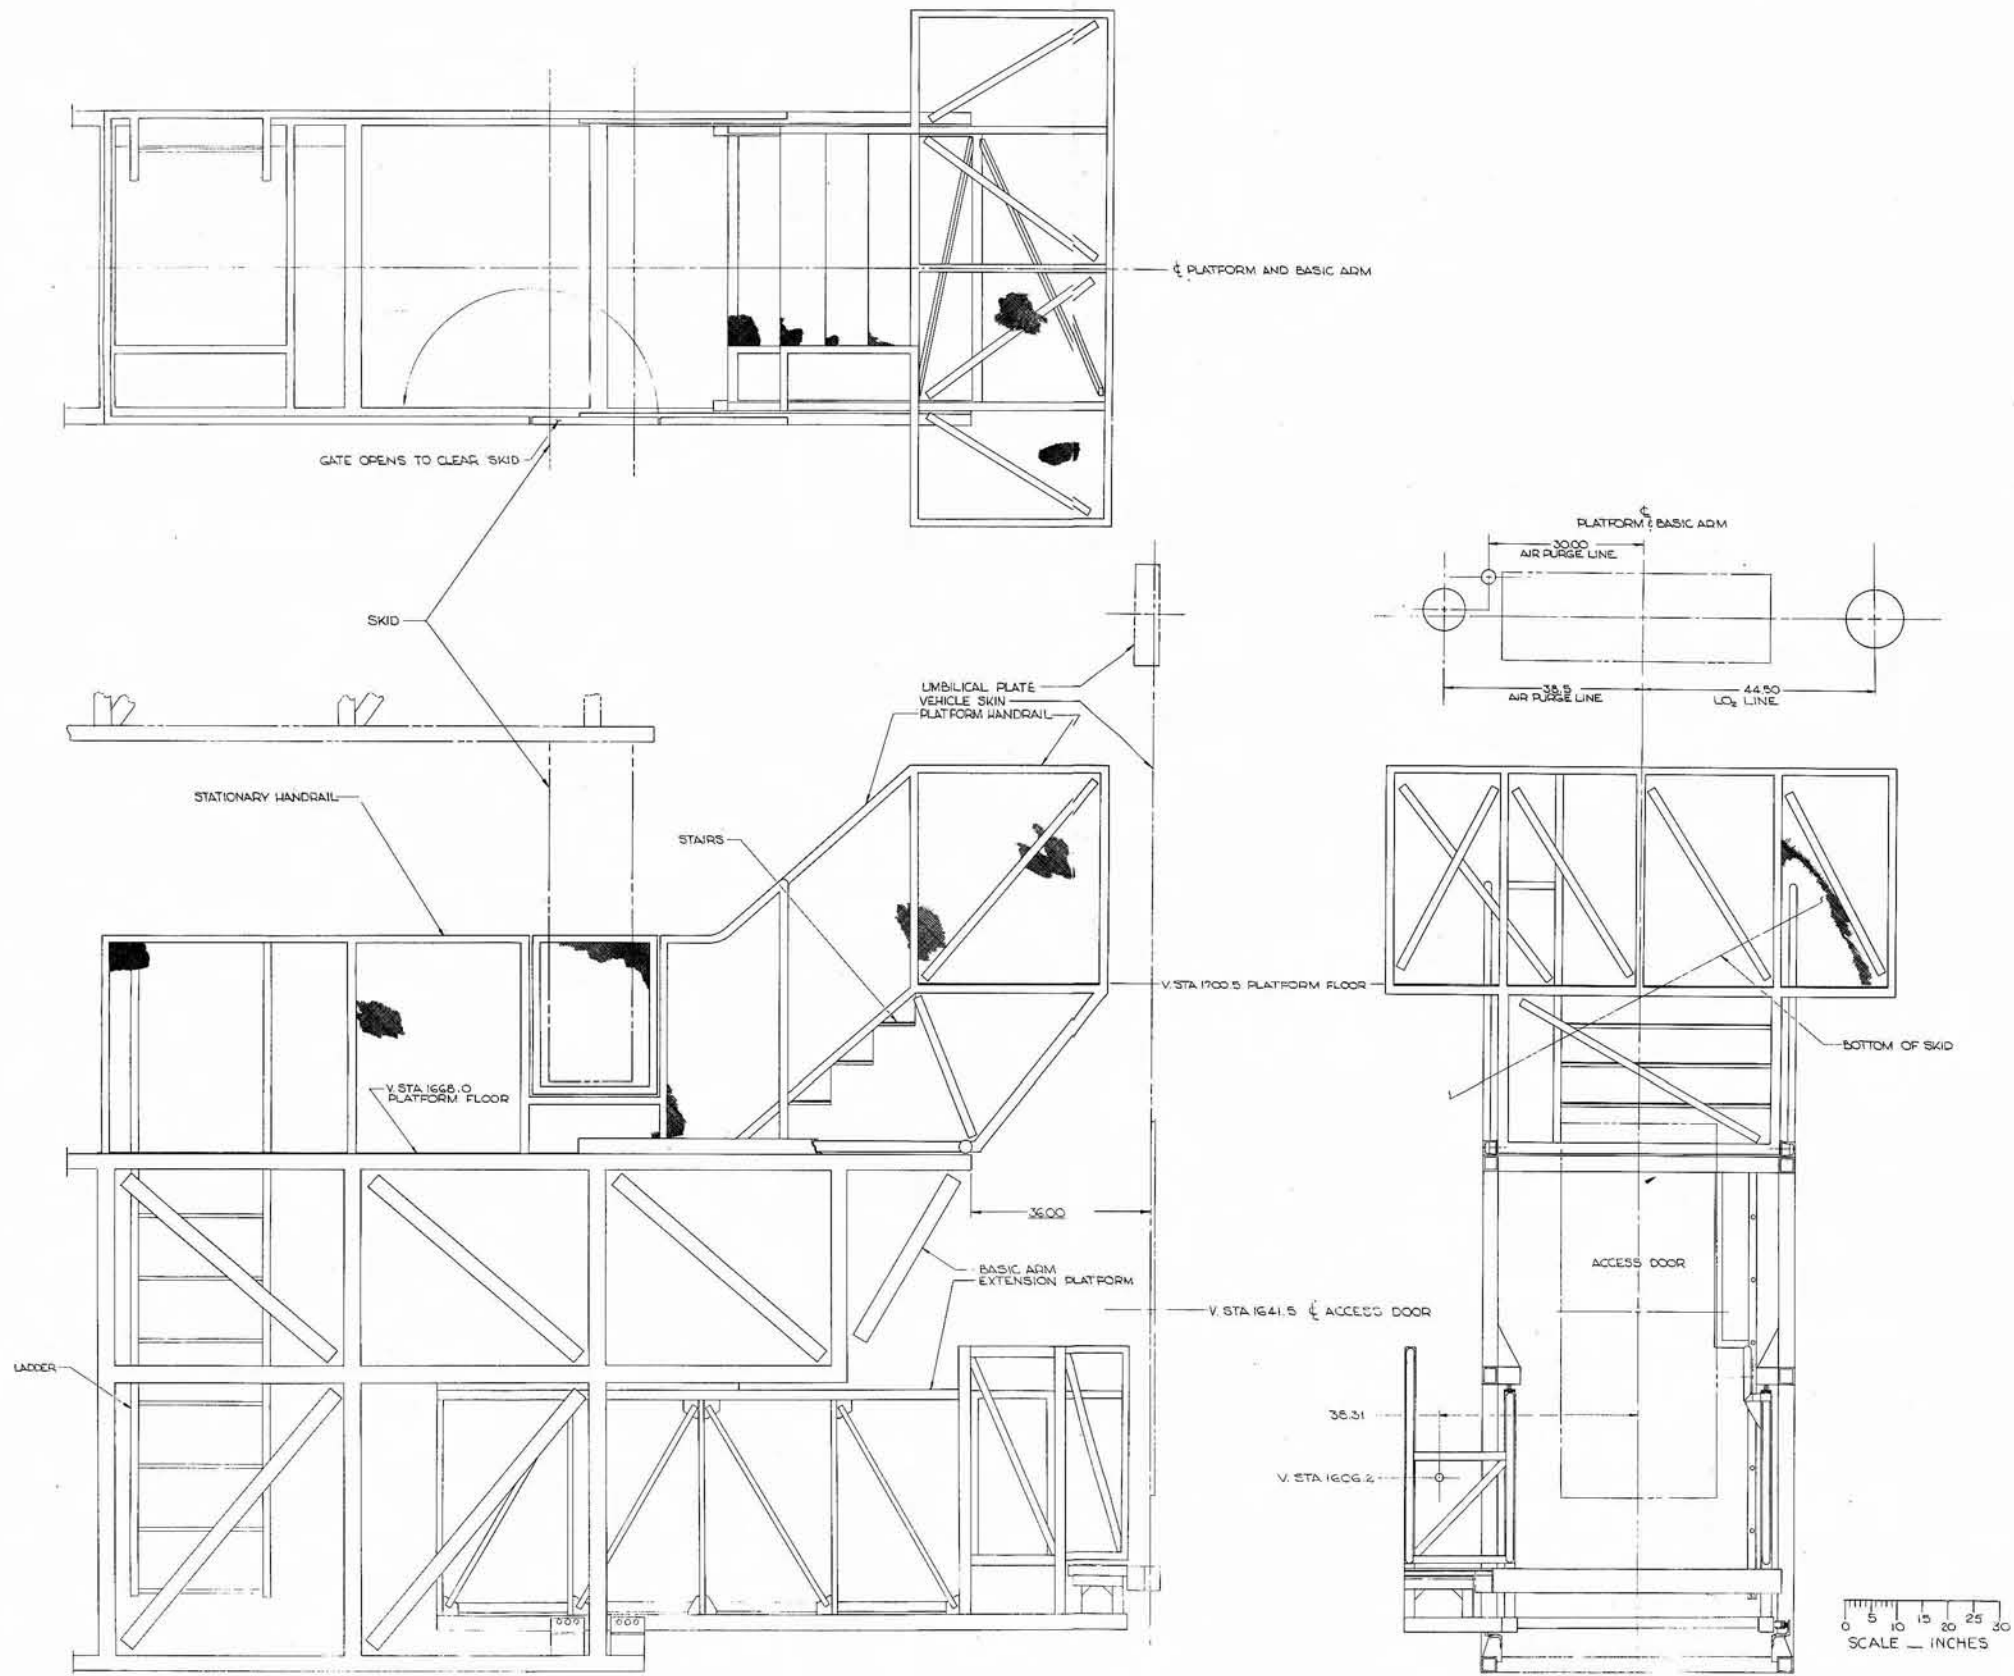 ℄ PLATFORM AND BASIC ARM
GATE OPENS TO CLEAR SKID
℄
PLATFORM & BASIC ARM
30.00
AIR PURGE LINE
SKID
UMBILICAL PLATE
VEHICLE SKIN
PLATFORM HANDRAIL
38.5
AIR PURGE LINE
44.50
LO₂ LINE
STATIONARY HANDRAIL
STAIRS
V. STA 1700.5 PLATFORM FLOOR
BOTTOM OF SKID
V. STA 1668.0
PLATFORM FLOOR
36.00
ACCESS DOOR
BASIC ARM
EXTENSION PLATFORM
V. STA 1641.5 ℄ ACCESS DOOR
LADDER
38.31
V. STA 1606.2
0 5 10 15 20 25 30
SCALE — INCHES